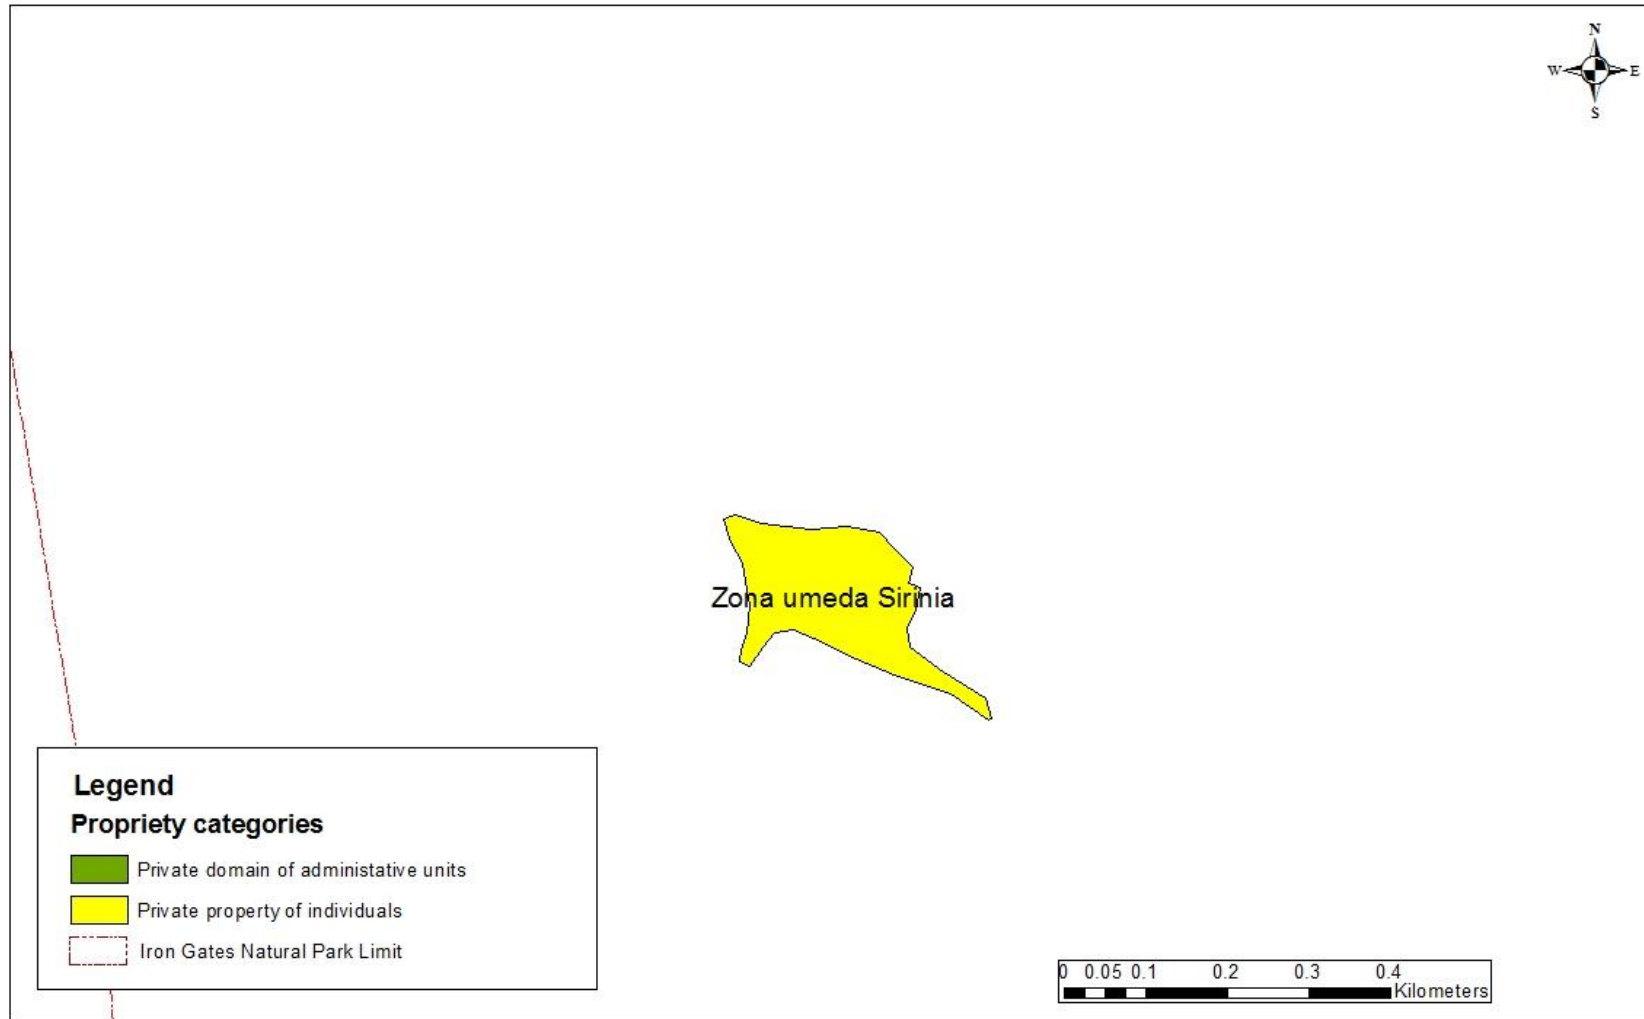 N
W E
S
Zona umeda Sirinia
Legend
Propriety categories
Private domain of administative units
Private property of individuals
Iron Gates Natural Park Limit
0 0.05 0.1 0.2 0.3 0.4
Kilometers